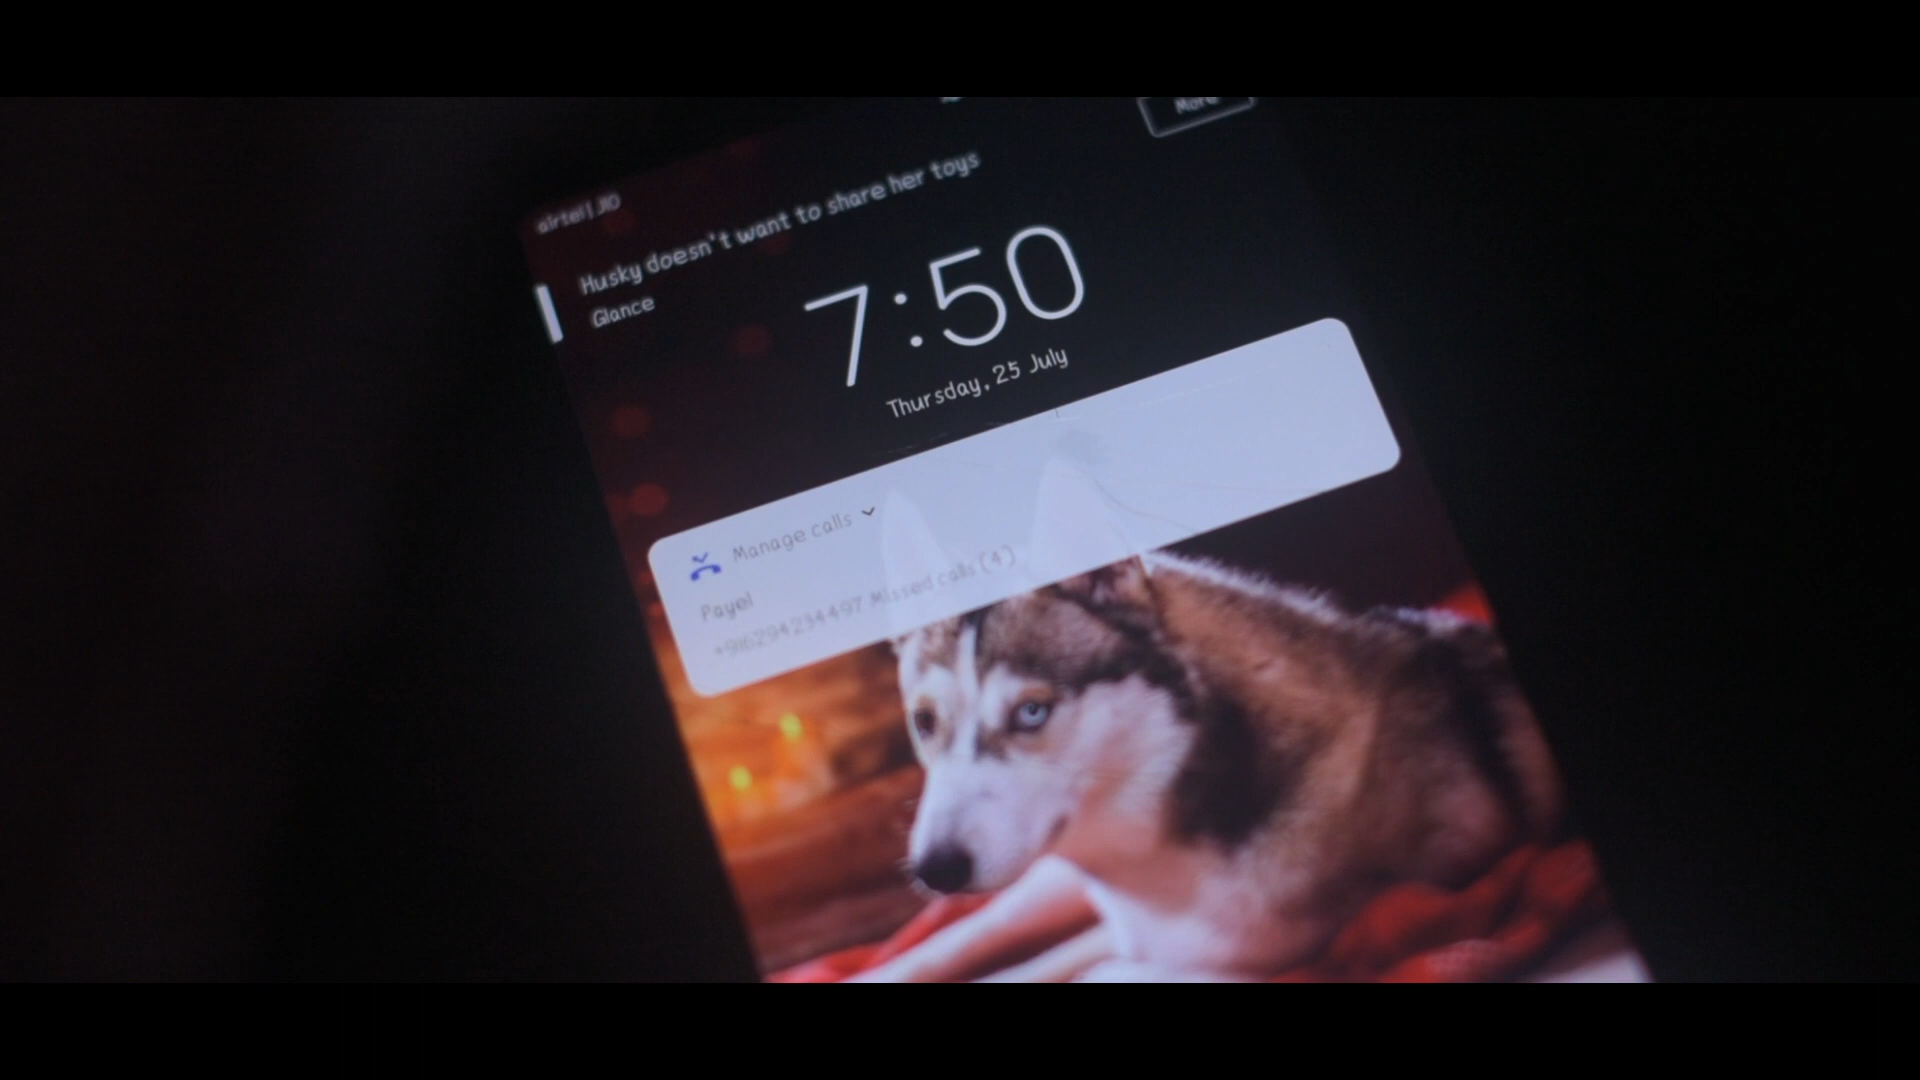 More
airtel | JIO
Husky doesn't want to share her toys
Glance
7:50
Thursday, 25 July
Manage calls
Payel
+916294234497 Missed calls (4)